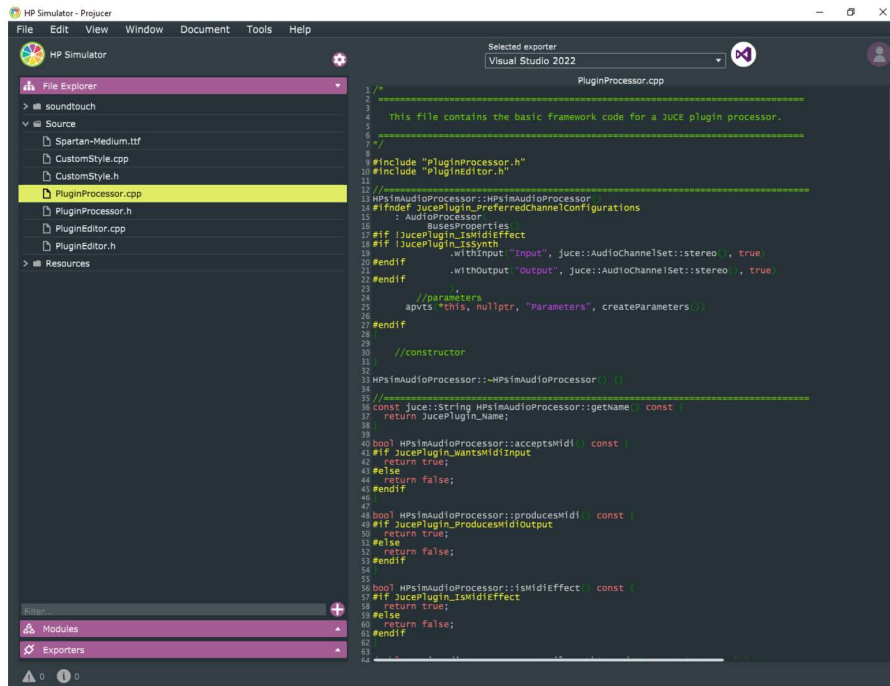 HP Simulator - Projucer
File Edit View Window Document Tools Help
HP Simulator
Selected exporter
Visual Studio 2022
File Explorer
soundtouch
Source
Spartan-Medium.ttf
CustomStyle.cpp
CustomStyle.h
PluginProcessor.cpp
PluginProcessor.h
PluginEditor.cpp
PluginEditor.h
Resources
Filter...
Modules
Exporters
0 0
PluginProcessor.cpp
1 /*
2 ==============================================================================
3
4 This file contains the basic framework code for a JUCE plugin processor.
5
6 ==============================================================================
7 */
8
9 #include "PluginProcessor.h"
10 #include "PluginEditor.h"
11
12 //==============================================================================
13 HPsimAudioProcessor::HPsimAudioProcessor()
14 #ifndef JucePlugin_PreferredChannelConfigurations
15 : AudioProcessor(
16 BusesProperties()
17 #if !JucePlugin_IsMidiEffect
18 #if !JucePlugin_IsSynth
19 .withInput("Input", juce::AudioChannelSet::stereo(), true)
20 #endif
21 .withOutput("Output", juce::AudioChannelSet::stereo(), true)
22 #endif
23 ),
24 //parameters
25 apvts(*this, nullptr, "Parameters", createParameters())
26
27 #endif
28 {
29
30 //constructor
31 }
32
33 HPsimAudioProcessor::~HPsimAudioProcessor() {}
34
35 //==============================================================================
36 const juce::String HPsimAudioProcessor::getName() const {
37 return JucePlugin_Name;
38 }
39
40 bool HPsimAudioProcessor::acceptsMidi() const {
41 #if JucePlugin_WantsMidiInput
42 return true;
43 #else
44 return false;
45 #endif
46 }
47
48 bool HPsimAudioProcessor::producesMidi() const {
49 #if JucePlugin_ProducesMidiOutput
50 return true;
51 #else
52 return false;
53 #endif
54 }
55
56 bool HPsimAudioProcessor::isMidiEffect() const {
57 #if JucePlugin_IsMidiEffect
58 return true;
59 #else
60 return false;
61 #endif
62 }
63
64